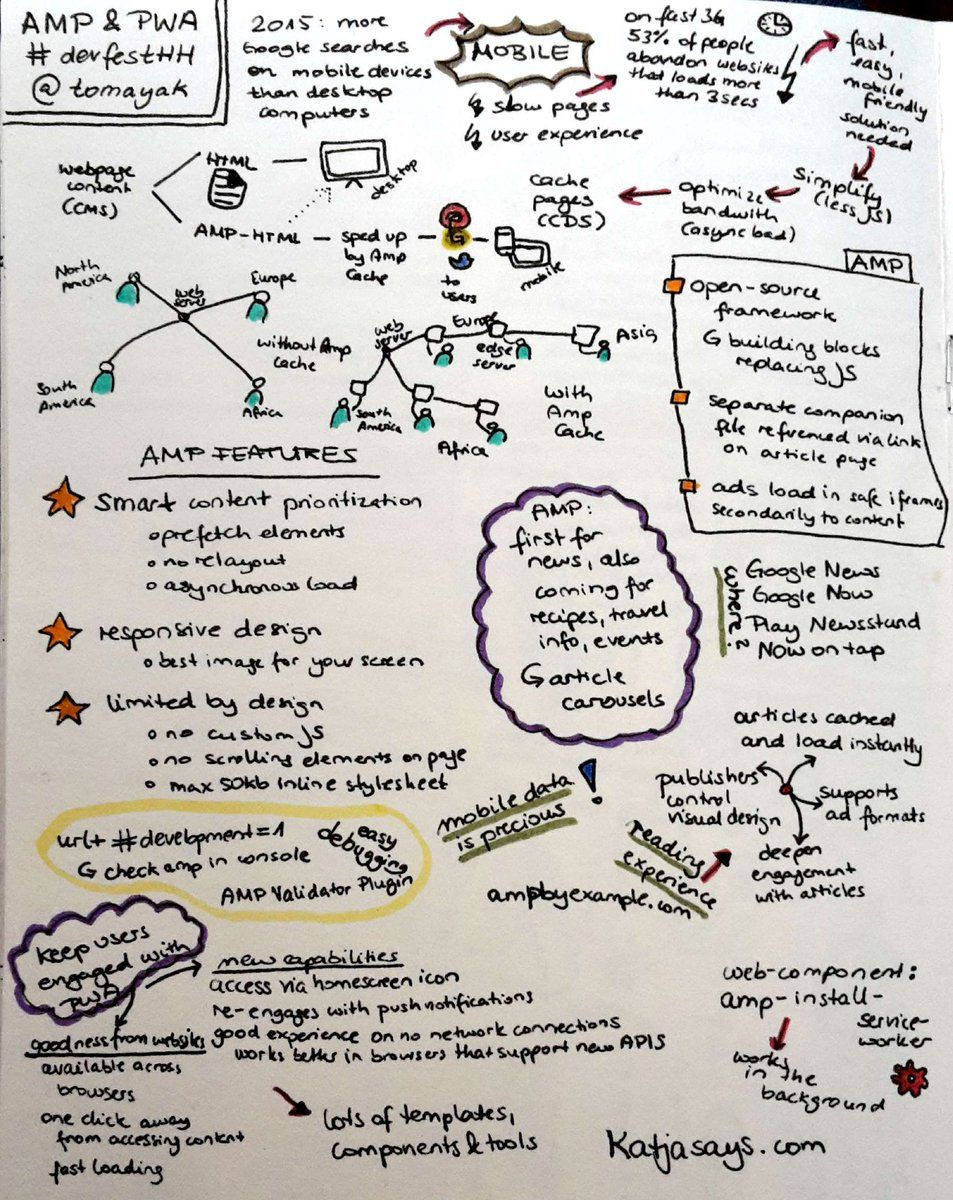 AMP & PWA
# devfestHH
@tomayak
2015: more
Google searches
on mobile devices
than desktop
computers
MOBILE
slow pages
user experience
on fast 3G
53% of people
abandon websites
that loads more
than 3 secs
fast,
easy,
mobile
friendly
solution
needed
simplify
(less JS)
optimize
bandwith
(async bad)
cache
pages
(CDS)
webpage
content
(CMS)
HTML
desktop
AMP-HTML
sped up
by Amp
Cache
G
to
users
mobile
North
America
web
server
Europe
South
America
Africa
without Amp
Cache
web
server
Europe
edge
server
Asia
South
America
Africa
with
Amp
Cache
AMP
open-source
framework
building blocks
replacing JS
separate companion
file refrenced via link
on article page
ads load in safe iframes
secondarily to content
AMP FEATURES
Smart content prioritization
prefetch elements
no relayout
asynchronous load
responsive design
best image for your screen
limited by design
no custom JS
no scrolling elements on page
max 50kb inline stylesheet
AMP:
first for
news, also
coming for
recipes, travel
info, events
article
carousels
where?
Google News
Google Now
Play Newsstand
NOW on tap
articles cached
and load instantly
publishers
control
visual design
supports
ad formats
deepen
engagement
with articles
reading
experience
mobile data
is precious
!
ampbyexample.com
url+ #development=1
check amp in console
easy
debugging
AMP Validator Plugin
keep users
engaged with
PWA
new capabilities
access via homescreen icon
re-engages with push notifications
good experience on no network connections
works better in browsers that support new APIS
goodness from websites
available across
browsers
one click away
from accessing content
fast loading
lots of templates,
components & tools
web-component:
amp-install-
service-
worker
works
in the
background
Katjasays.com